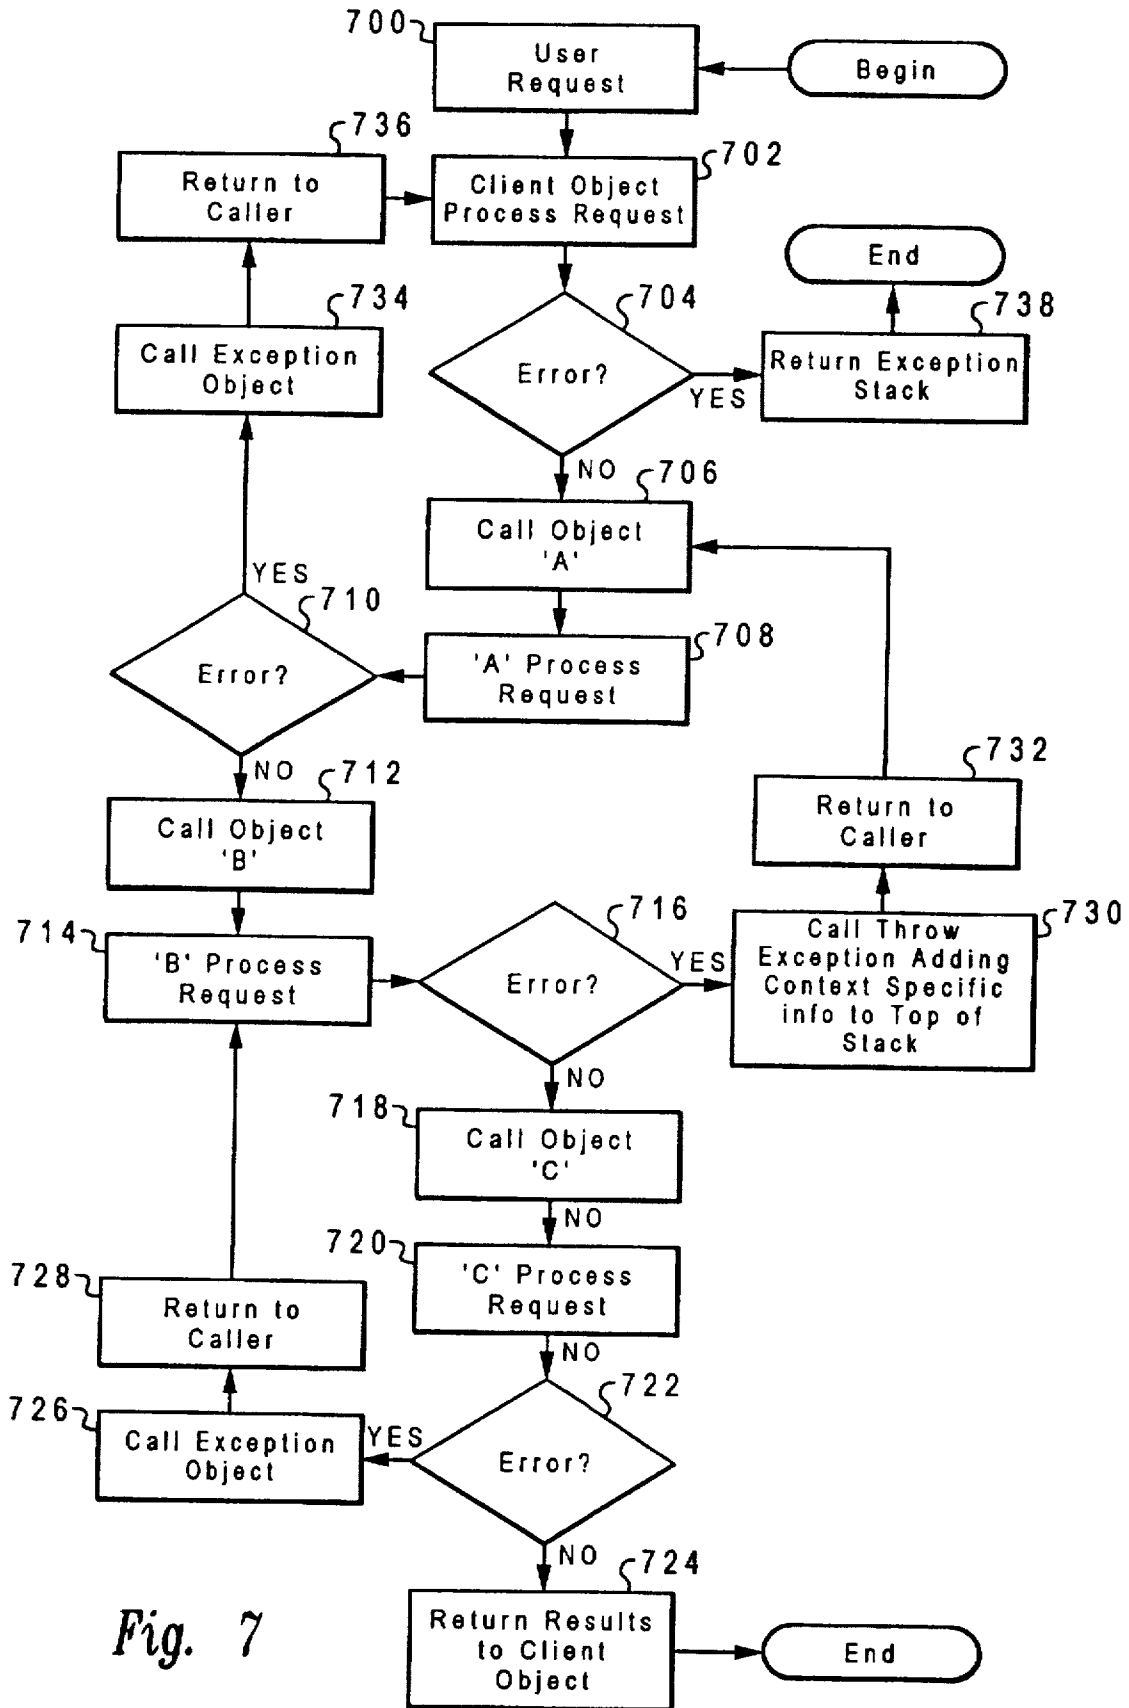 700
User
Request
Begin
736
Return to
Caller
702
Client Object
Process Request
End
734
Call Exception
Object
704
Error?
YES
738
Return Exception
Stack
NO
706
Call Object
'A'
YES
710
Error?
708
'A' Process
Request
NO
712
Call Object
'B'
732
Return to
Caller
714
'B' Process
Request
716
Error?
YES
730
Call Throw
Exception Adding
Context Specific
info to Top of
Stack
NO
718
Call Object
'C'
NO
720
'C' Process
Request
728
Return to
Caller
NO
722
Error?
YES
726
Call Exception
Object
NO
724
Return Results
to Client
Object
End
Fig. 7